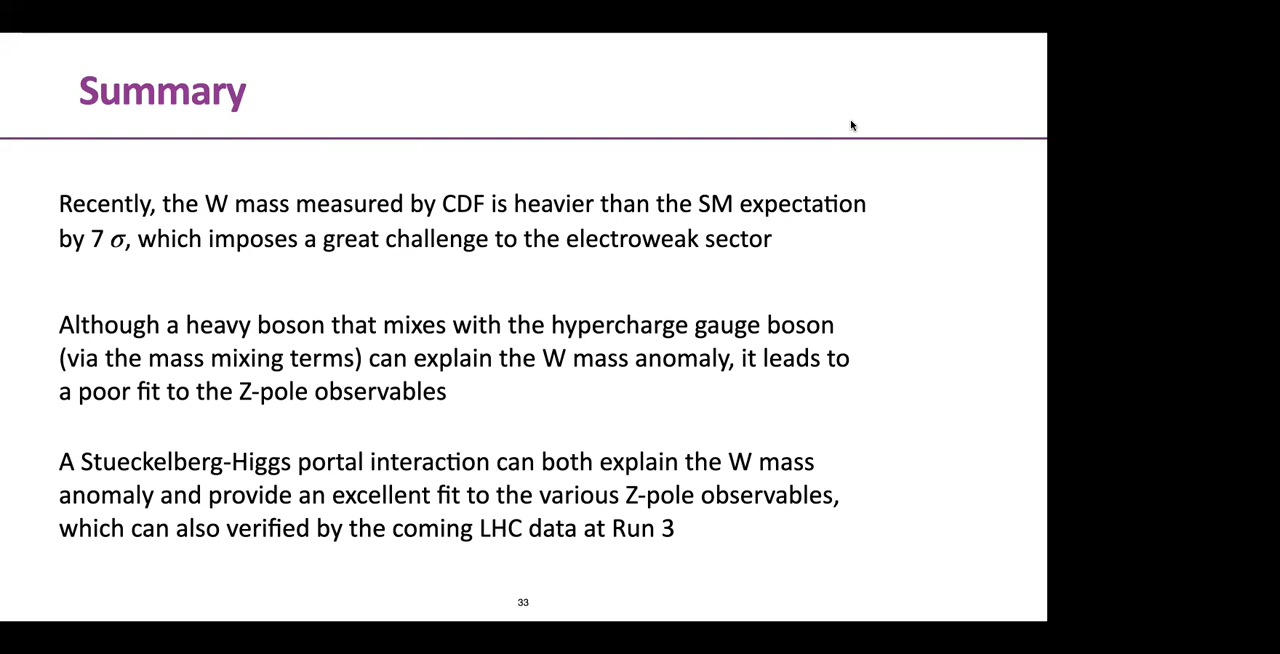 Summary
Recently, the W mass measured by CDF is heavier than the SM expectation
by 7 𝜎, which imposes a great challenge to the electroweak sector
Although a heavy boson that mixes with the hypercharge gauge boson
(via the mass mixing terms) can explain the W mass anomaly, it leads to
a poor fit to the Z-pole observables
A Stueckelberg-Higgs portal interaction can both explain the W mass
anomaly and provide an excellent fit to the various Z-pole observables,
which can also verified by the coming LHC data at Run 3
33